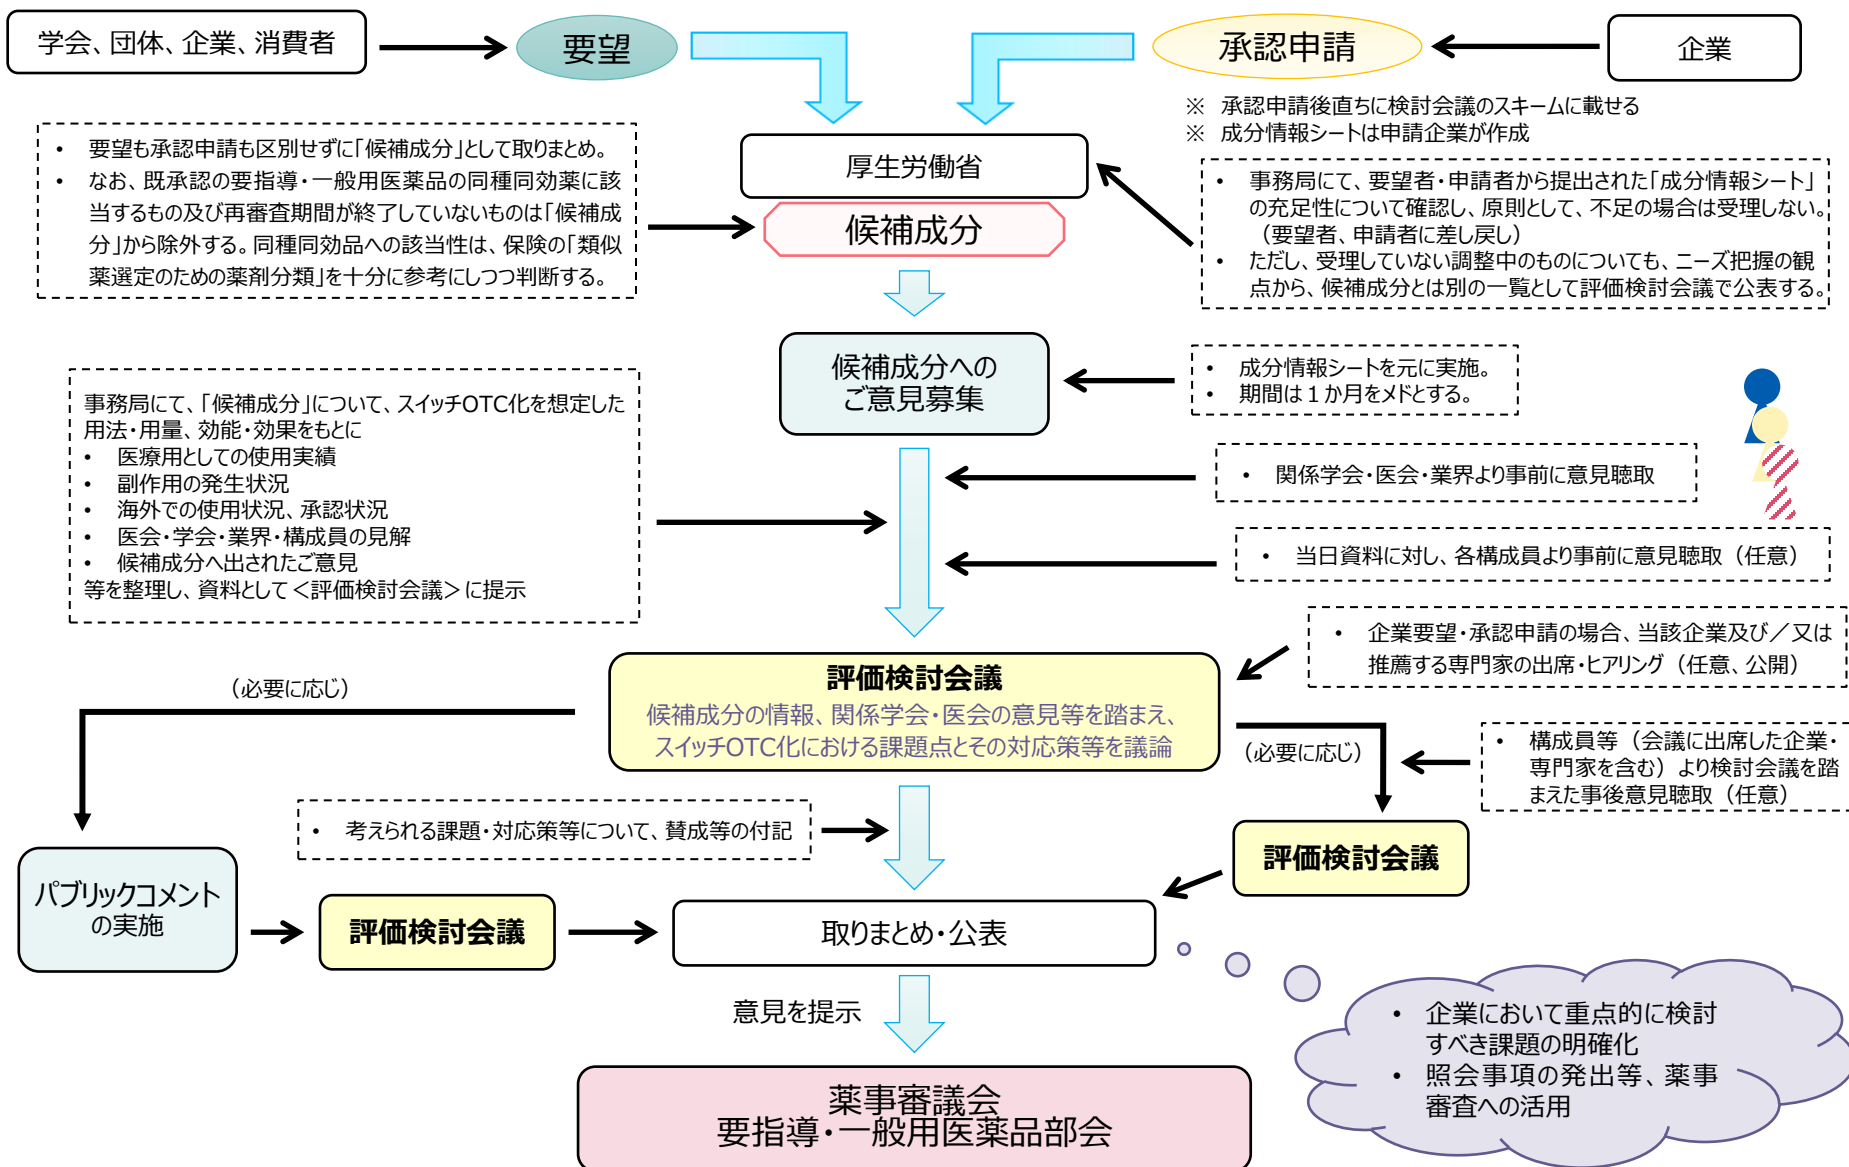 学会、団体、企業、消費者
要望
承認申請
企業
※ 承認申請後直ちに検討会議のスキームに載せる
※ 成分情報シートは申請企業が作成
• 要望も承認申請も区別せずに「候補成分」として取りまとめ。
• なお、既承認の要指導・一般用医薬品の同種同効薬に該
当するもの及び再審査期間が終了していないものは「候補成
分」から除外する。同種同効品への該当性は、保険の「類似
薬選定のための薬剤分類」を十分に参考にしつつ判断する。
厚生労働省
候補成分
• 事務局にて、要望者・申請者から提出された「成分情報シート」
の充足性について確認し、原則として、不足の場合は受理しない。
（要望者、申請者に差し戻し）
• ただし、受理していない調整中のものについても、ニーズ把握の観
点から、候補成分とは別の一覧として評価検討会議で公表する。
候補成分への
ご意見募集
• 成分情報シートを元に実施。
• 期間は１か月をメドとする。
事務局にて、「候補成分」について、スイッチOTC化を想定した
用法・用量、効能・効果をもとに
• 医療用としての使用実績
• 副作用の発生状況
• 海外での使用状況、承認状況
• 医会・学会・業界・構成員の見解
• 候補成分へ出されたご意見
等を整理し、資料として＜評価検討会議＞に提示
• 関係学会・医会・業界より事前に意見聴取
• 当日資料に対し、各構成員より事前に意見聴取（任意）
• 企業要望・承認申請の場合、当該企業及び／又は
推薦する専門家の出席・ヒアリング（任意、公開）
評価検討会議
候補成分の情報、関係学会・医会の意見等を踏まえ、
スイッチOTC化における課題点とその対応策等を議論
（必要に応じ）
（必要に応じ）
• 構成員等（会議に出席した企業・
専門家を含む）より検討会議を踏
まえた事後意見聴取（任意）
• 考えられる課題・対応策等について、賛成等の付記
評価検討会議
パブリックコメント
の実施
評価検討会議
取りまとめ・公表
意見を提示
• 企業において重点的に検討
すべき課題の明確化
• 照会事項の発出等、薬事
審査への活用
薬事審議会
要指導・一般用医薬品部会